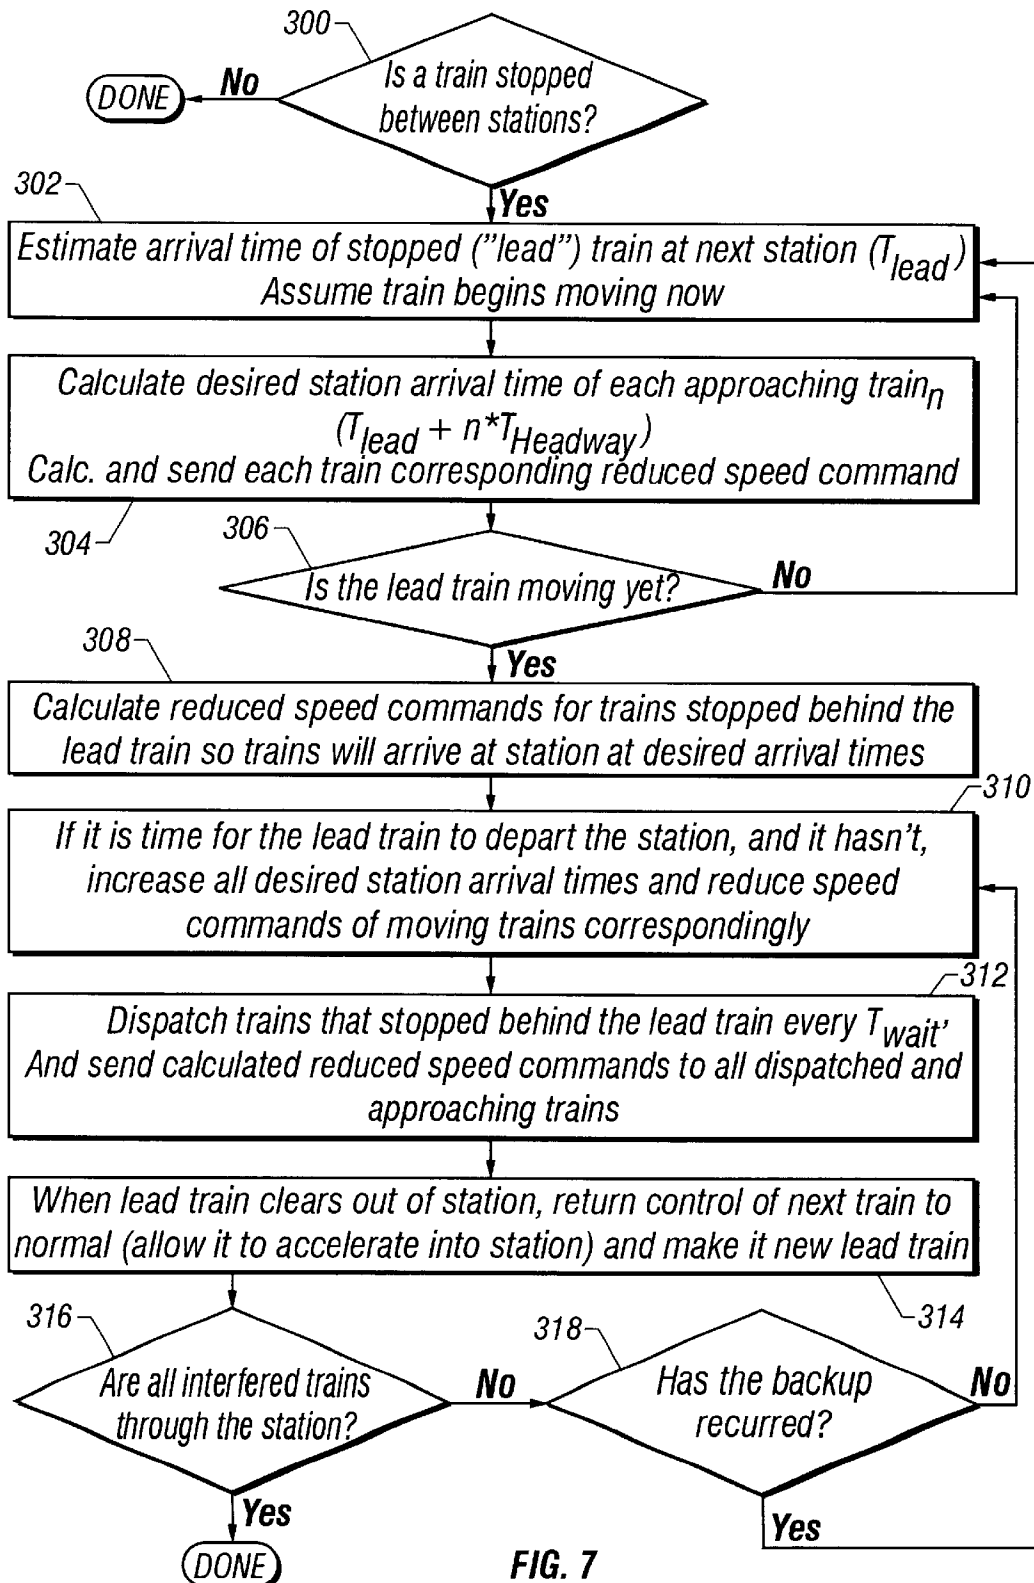 300
Is a train stopped
between stations?
No
DONE
Yes
302
Estimate arrival time of stopped ("lead") train at next station (Tlead)
Assume train begins moving now
Calculate desired station arrival time of each approaching trainn
(Tlead + n*THeadway)
Calc. and send each train corresponding reduced speed command
304
306
Is the lead train moving yet?
No
Yes
308
Calculate reduced speed commands for trains stopped behind the
lead train so trains will arrive at station at desired arrival times
310
If it is time for the lead train to depart the station, and it hasn't,
increase all desired station arrival times and reduce speed
commands of moving trains correspondingly
312
Dispatch trains that stopped behind the lead train every Twait'
And send calculated reduced speed commands to all dispatched and
approaching trains
When lead train clears out of station, return control of next train to
normal (allow it to accelerate into station) and make it new lead train
314
316
Are all interfered trains
through the station?
No
Yes
DONE
318
Has the backup
recurred?
No
Yes
FIG. 7